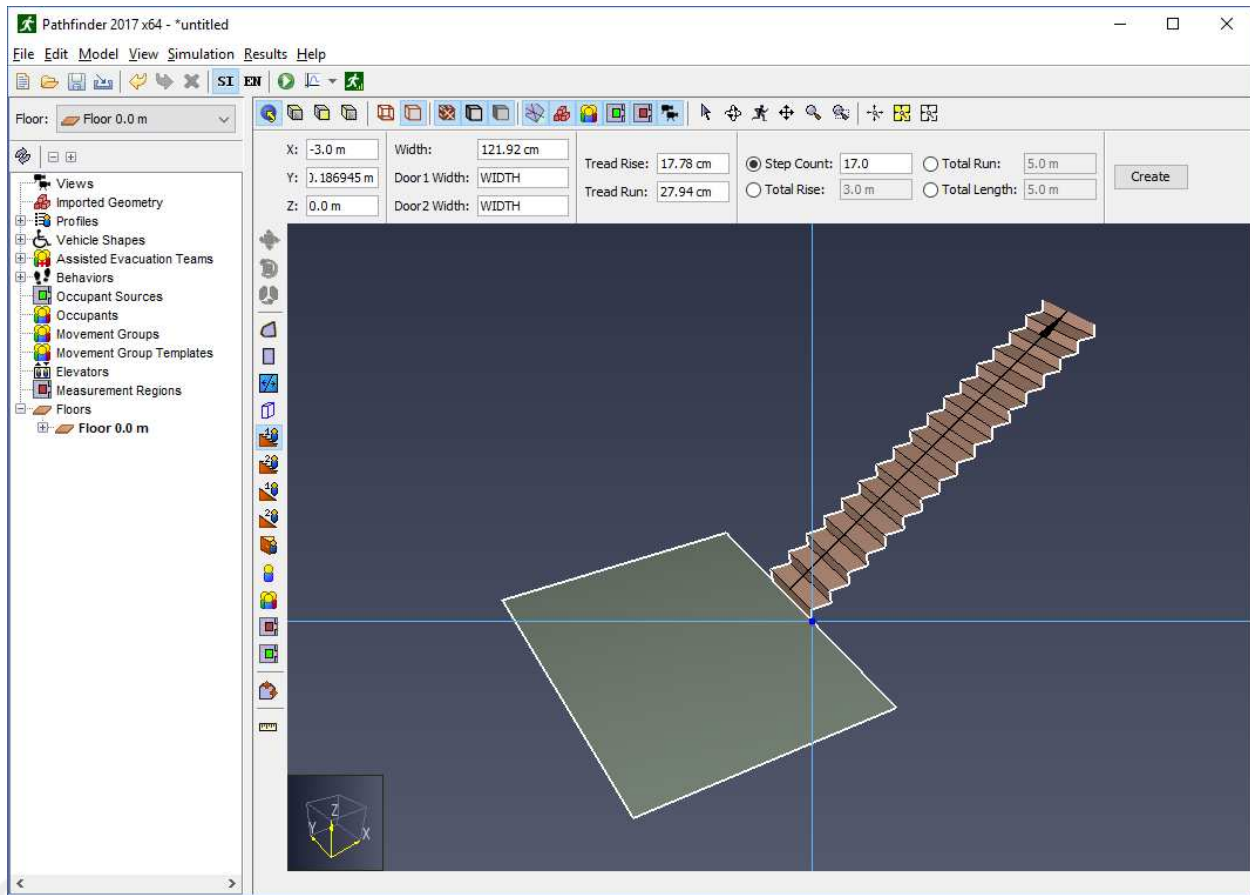 Pathfinder 2017 x64 - *untitled
File Edit Model View Simulation Results Help
SI EN
Floor: Floor 0.0 m
X: -3.0 m Width: 121.92 cm Tread Rise: 17.78 cm Step Count: 17.0 Total Run: 5.0 m Create
Y: 0.186945 m Door1 Width: WIDTH Tread Run: 27.94 cm Total Rise: 3.0 m Total Length: 5.0 m
Z: 0.0 m Door2 Width: WIDTH
Views
Imported Geometry
Profiles
Vehicle Shapes
Assisted Evacuation Teams
Behaviors
Occupant Sources
Occupants
Movement Groups
Movement Group Templates
Elevators
Measurement Regions
Floors
Floor 0.0 m
Z
Y X